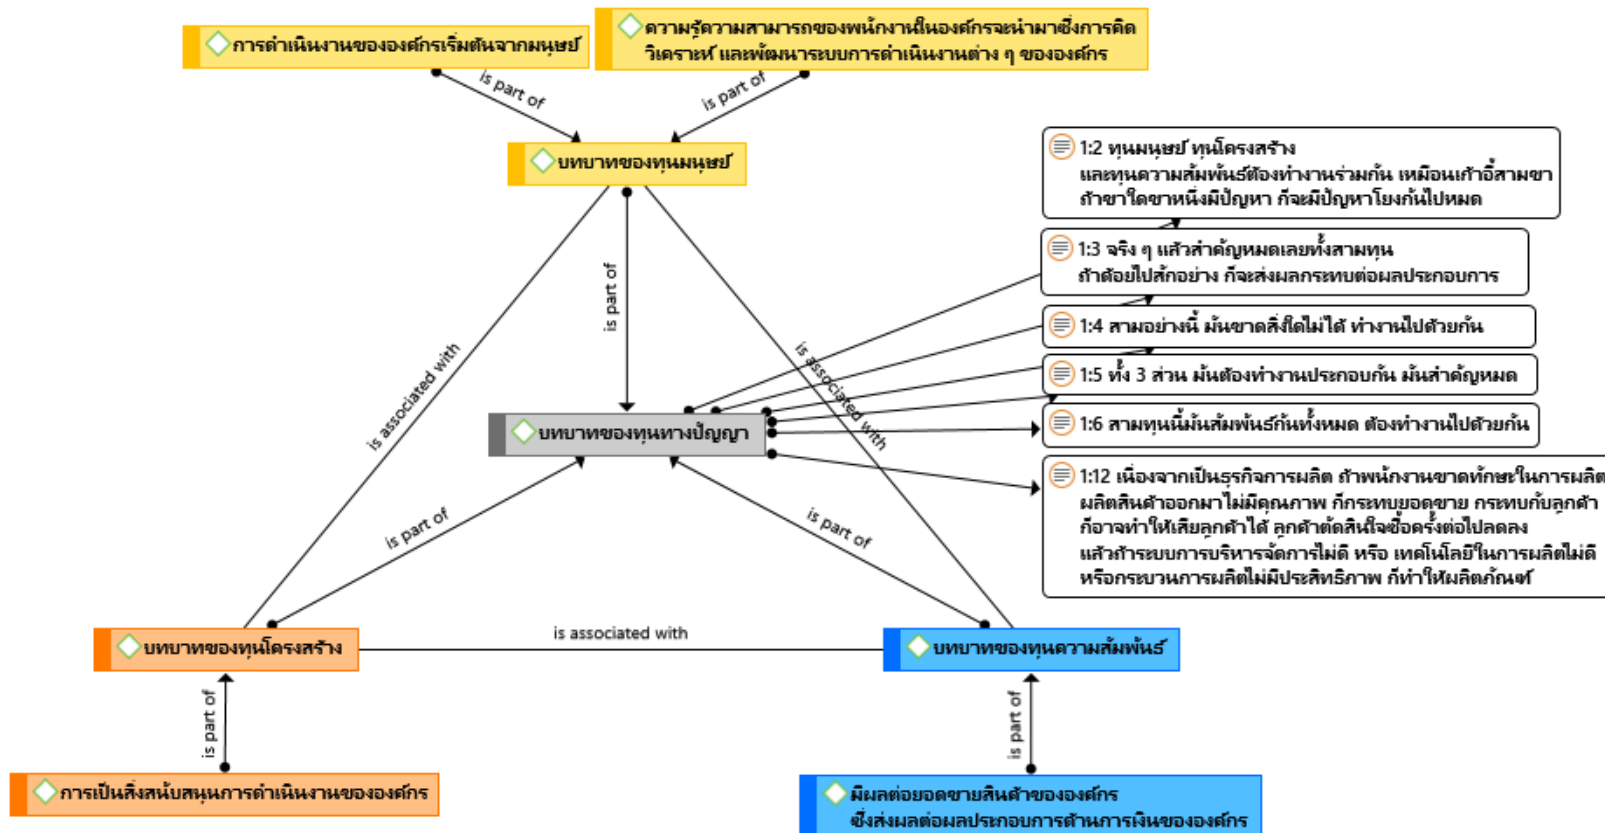 การดำเนินงานขององค์กรเริ่มต้นจากมนุษย์
ความรู้ความสามารถของพนักงานในองค์กรจะนำมาซึ่งการคิด
วิเคราะห์ และพัฒนาระบบการดำเนินงานต่าง ๆ ขององค์กร
is part of
is part of
บทบาทของทุนมนุษย์
1:2 ทุนมนุษย์ ทุนโครงสร้าง
และทุนความสัมพันธ์ต้องทำงานร่วมกัน เหมือนเก้าอี้สามขา
ถ้าขาใดขาหนึ่งมีปัญหา ก็จะมีปัญหาโยงกันไปหมด
1:3 จริง ๆ แล้วสำคัญหมดเลยทั้งสามทุน
ถ้าด้อยไปสักอย่าง ก็จะส่งผลกระทบต่อผลประกอบการ
1:4 สามอย่างนี้ มันขาดสิ่งใดไม่ได้ ทำงานไปด้วยกัน
1:5 ทั้ง 3 ส่วน มันต้องทำงานประกอบกัน มันสำคัญหมด
1:6 สามทุนนี้มันสัมพันธ์กันทั้งหมด ต้องทำงานไปด้วยกัน
1:12 เนื่องจากเป็นธุรกิจการผลิต ถ้าพนักงานขาดทักษะในการผลิต
ผลิตสินค้าออกมาไม่มีคุณภาพ ก็กระทบยอดขาย กระทบกับลูกค้า
ก็อาจทำให้เสียลูกค้าได้ ลูกค้าตัดสินใจซื้อครั้งต่อไปลดลง
แล้วถ้าระบบการบริหารจัดการไม่ดี หรือ เทคโนโลยีในการผลิตไม่ดี
หรือกระบวนการผลิตไม่มีประสิทธิภาพ ก็ทำให้ผลิตภัณฑ์
is part of
is associated with
is associated with
บทบาทของทุนทางปัญญา
is part of
is part of
บทบาทของทุนโครงสร้าง
is associated with
บทบาทของทุนความสัมพันธ์
is part of
is part of
การเป็นสิ่งสนับสนุนการดำเนินงานขององค์กร
มีผลต่อยอดขายสินค้าขององค์กร
ซึ่งส่งผลต่อผลประกอบการด้านการเงินขององค์กร